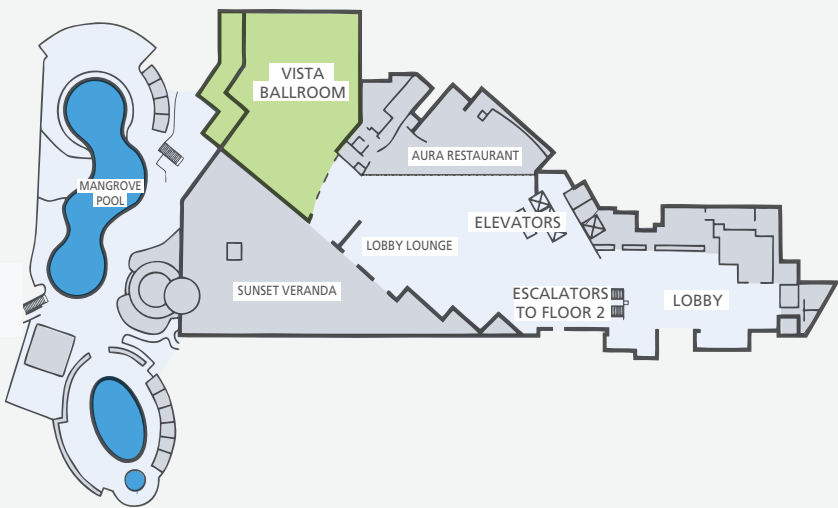 VISTA
BALLROOM
AURA RESTAURANT
MANGROVE
POOL
ELEVATORS
LOBBY LOUNGE
SUNSET VERANDA
ESCALATORS
TO FLOOR 2
LOBBY